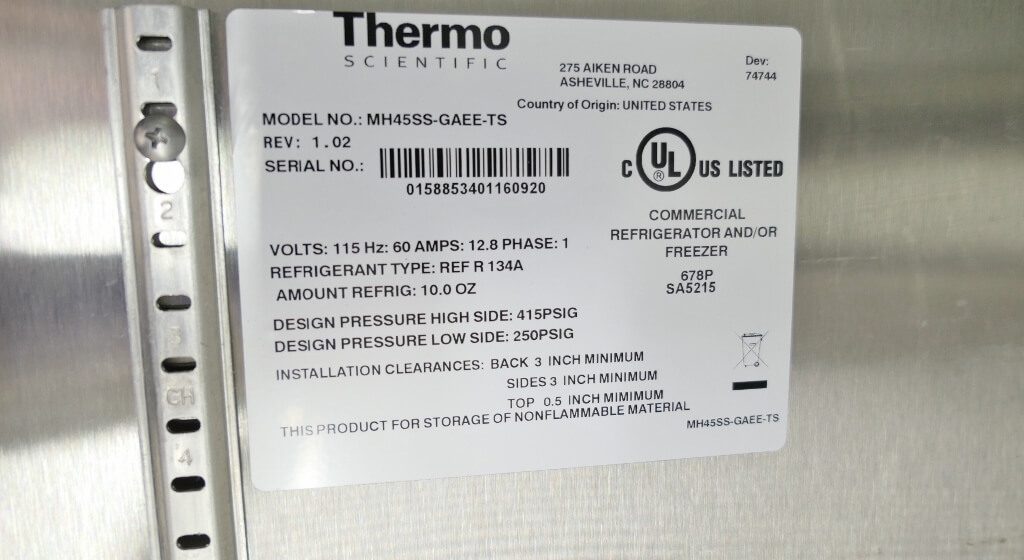 Thermo
SCIENTIFIC
275 AIKEN ROAD
ASHEVILLE, NC 28804
Dev:
74744
Country of Origin: UNITED STATES
MODEL NO.: MH45SS-GAEE-TS
REV: 1.02
SERIAL NO.:
0158853401160920
C UL ® US LISTED
COMMERCIAL
REFRIGERATOR AND/OR
FREEZER
678P
SA5215
VOLTS: 115 Hz: 60 AMPS: 12.8 PHASE: 1
REFRIGERANT TYPE: REF R 134A
AMOUNT REFRIG: 10.0 OZ
DESIGN PRESSURE HIGH SIDE: 415PSIG
DESIGN PRESSURE LOW SIDE: 250PSIG
INSTALLATION CLEARANCES: BACK 3 INCH MINIMUM
SIDES 3 INCH MINIMUM
TOP 0.5 INCH MIMIMUM
THIS PRODUCT FOR STORAGE OF NONFLAMMABLE MATERIAL
MH45SS-GAEE-TS
1
2
3
CH
4